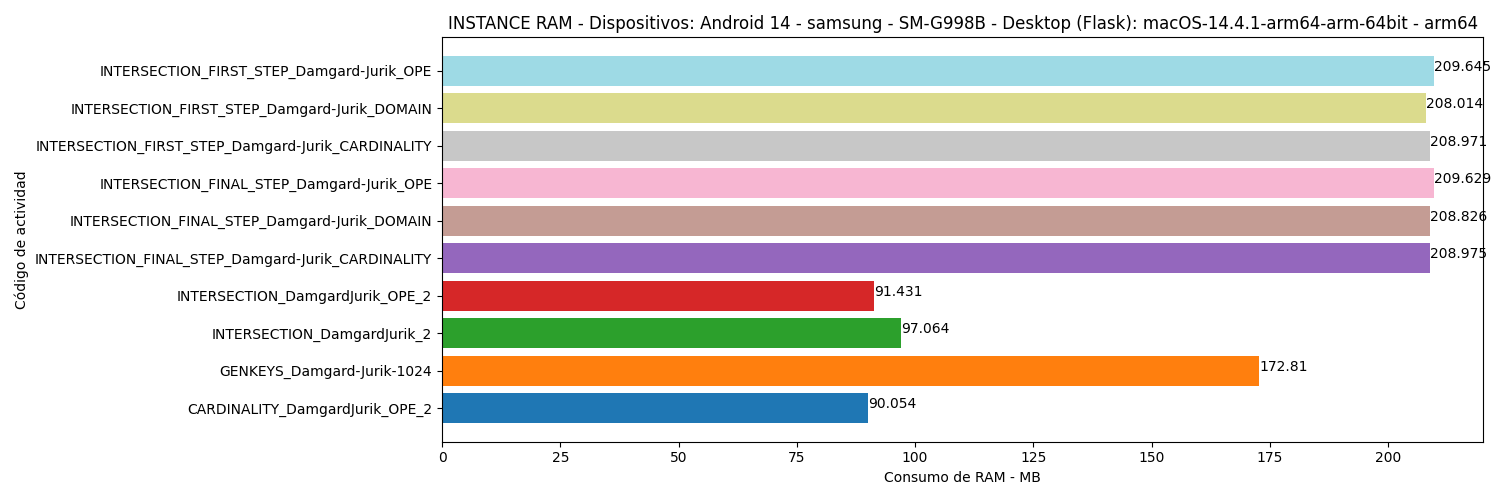 INSTANCE RAM - Dispositivos: Android 14 - samsung - SM-G998B - Desktop (Flask): macOS-14.4.1-arm64-arm-64bit - arm64
Código de actividad
INTERSECTION_FIRST_STEP_Damgard-Jurik_OPE 209.645
INTERSECTION_FIRST_STEP_Damgard-Jurik_DOMAIN 208.014
INTERSECTION_FIRST_STEP_Damgard-Jurik_CARDINALITY 208.971
INTERSECTION_FINAL_STEP_Damgard-Jurik_OPE 209.629
INTERSECTION_FINAL_STEP_Damgard-Jurik_DOMAIN 208.826
INTERSECTION_FINAL_STEP_Damgard-Jurik_CARDINALITY 208.975
INTERSECTION_DamgardJurik_OPE_2 91.431
INTERSECTION_DamgardJurik_2 97.064
GENKEYS_Damgard-Jurik-1024 172.81
CARDINALITY_DamgardJurik_OPE_2 90.054
0 25 50 75 100 125 150 175 200
Consumo de RAM - MB